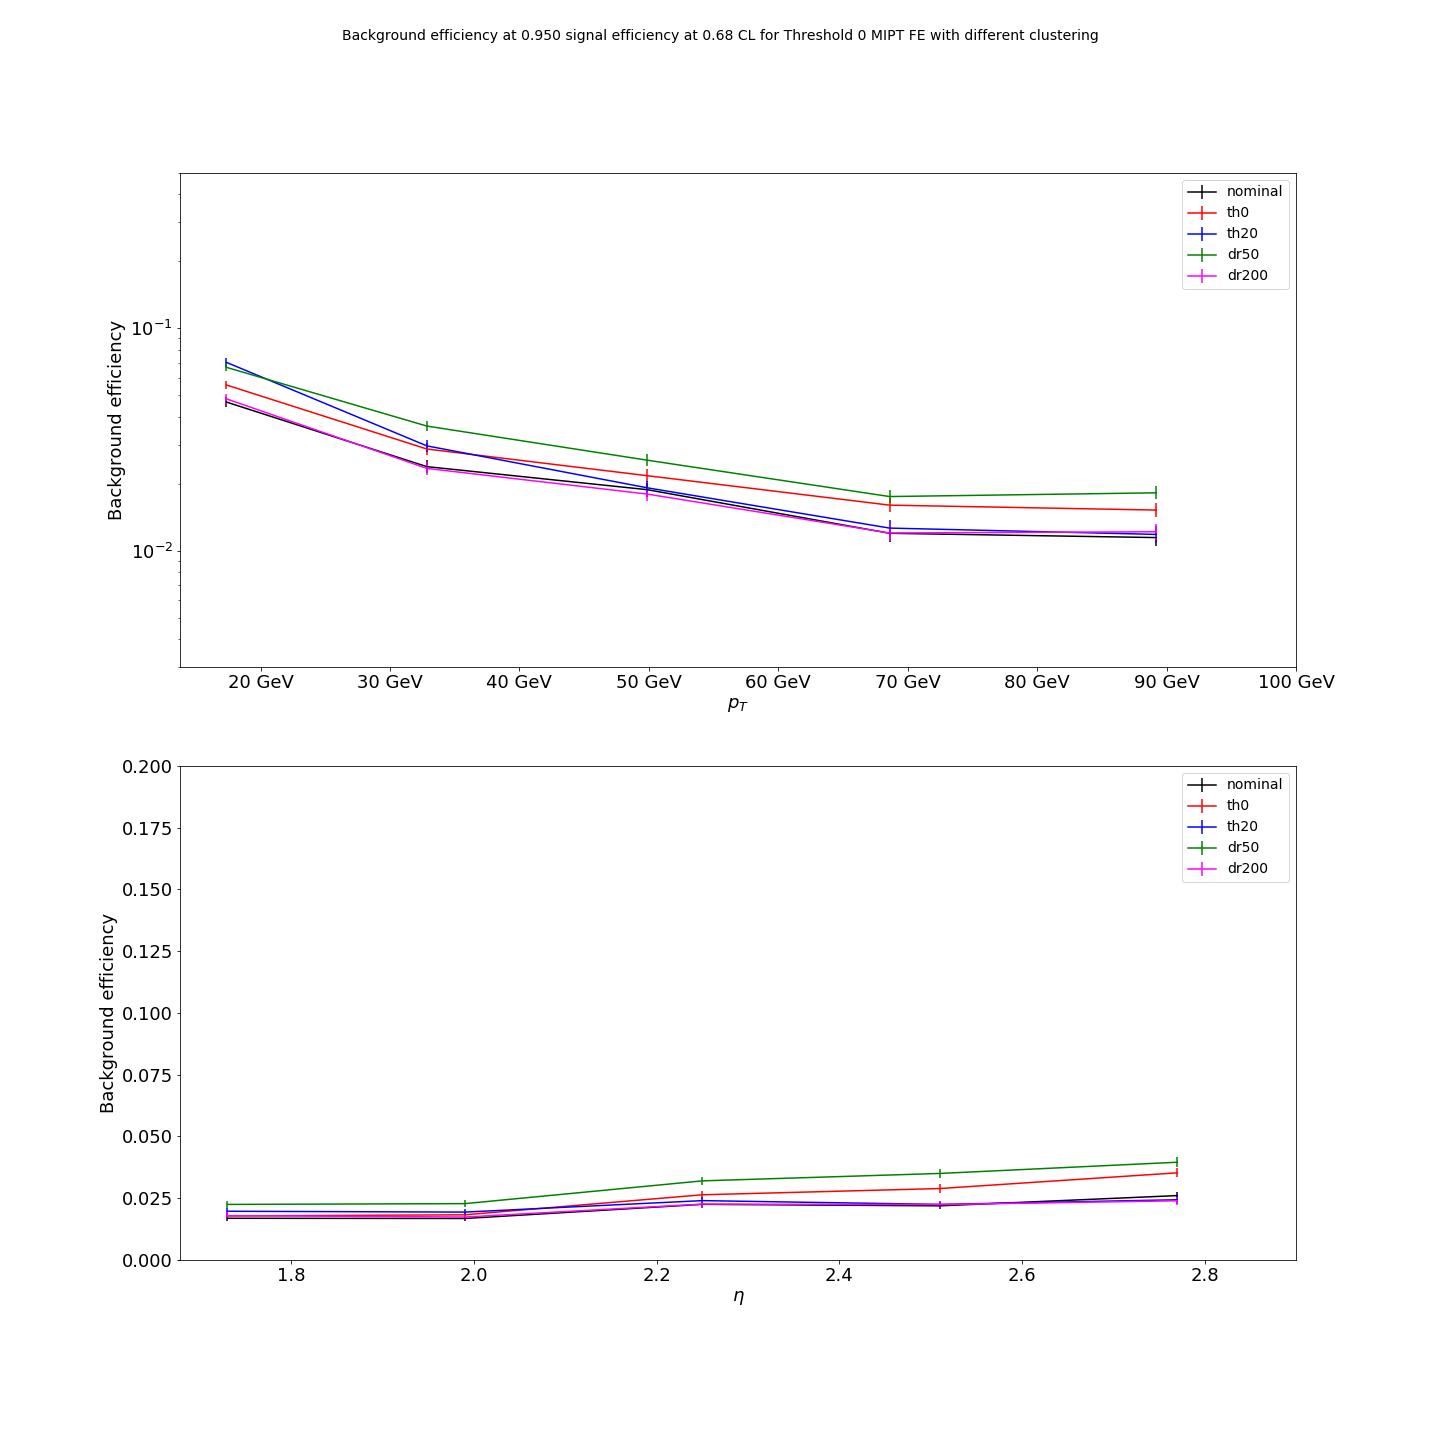 Background efficiency at 0.950 signal efficiency at 0.68 CL for Threshold 0 MIPT FE with different clustering
nominal
th0
th20
dr50
dr200
10⁻¹
10⁻²
Background efficiency
20 GeV 30 GeV 40 GeV 50 GeV 60 GeV 70 GeV 80 GeV 90 GeV 100 GeV
p_T
nominal
th0
th20
dr50
dr200
0.200
0.175
0.150
0.125
0.100
0.075
0.050
0.025
0.000
Background efficiency
1.8 2.0 2.2 2.4 2.6 2.8
η